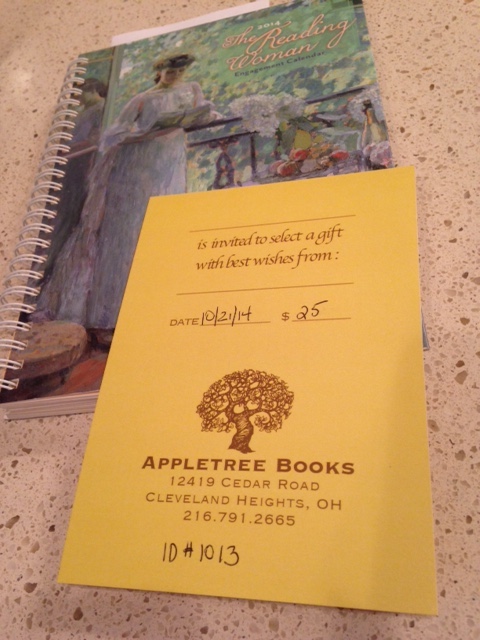 2014
The Reading
Woman
Engagement Calendar
is invited to select a gift
with best wishes from:
DATE 10/21/14 $ 25
APPLETREE BOOKS
12419 CEDAR ROAD
CLEVELAND HEIGHTS, OH
216.791.2665
ID # 1013